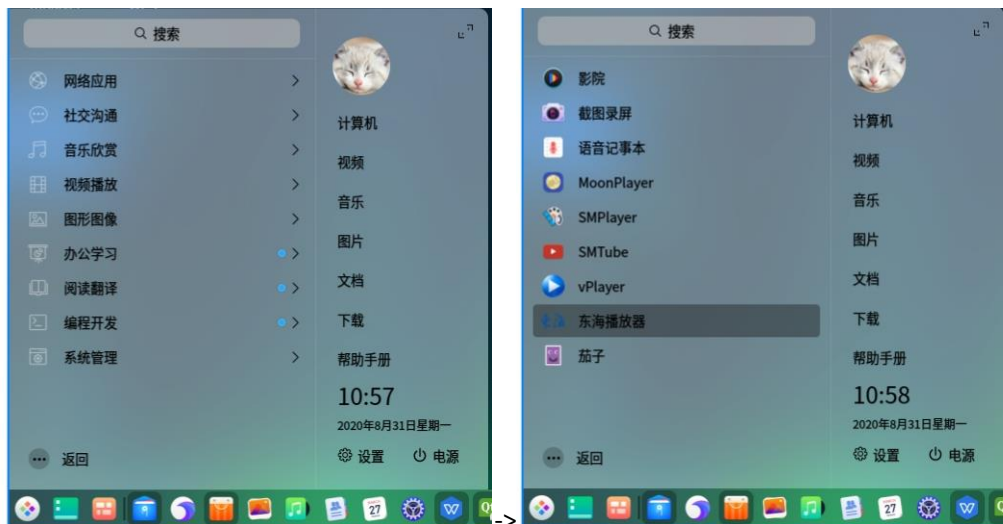 搜索
网络应用
社交沟通
音乐欣赏
视频播放
图形图像
办公学习
阅读翻译
编程开发
系统管理
返回
计算机
视频
音乐
图片
文档
下载
帮助手册
10:57
2020年8月31日星期一
设置 电源
27
->
搜索
影院
截图录屏
语音记事本
MoonPlayer
SMPlayer
SMTube
vPlayer
东海播放器
茄子
返回
计算机
视频
音乐
图片
文档
下载
帮助手册
10:58
2020年8月31日星期一
设置 电源
27